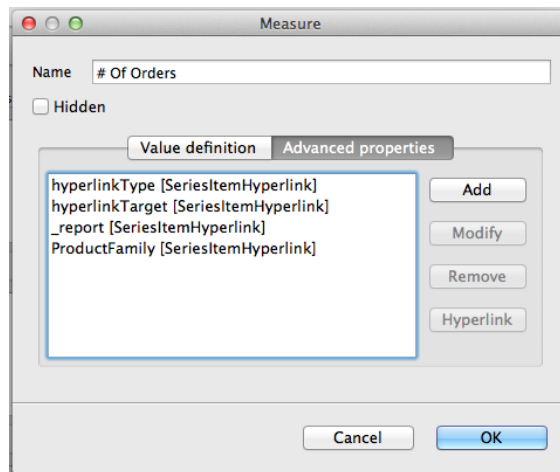 Measure
Name # Of Orders
Hidden
Value definition Advanced properties
hyperlinkType [SeriesItemHyperlink]
hyperlinkTarget [SeriesItemHyperlink]
_report [SeriesItemHyperlink]
ProductFamily [SeriesItemHyperlink]
Add
Modify
Remove
Hyperlink
Cancel OK